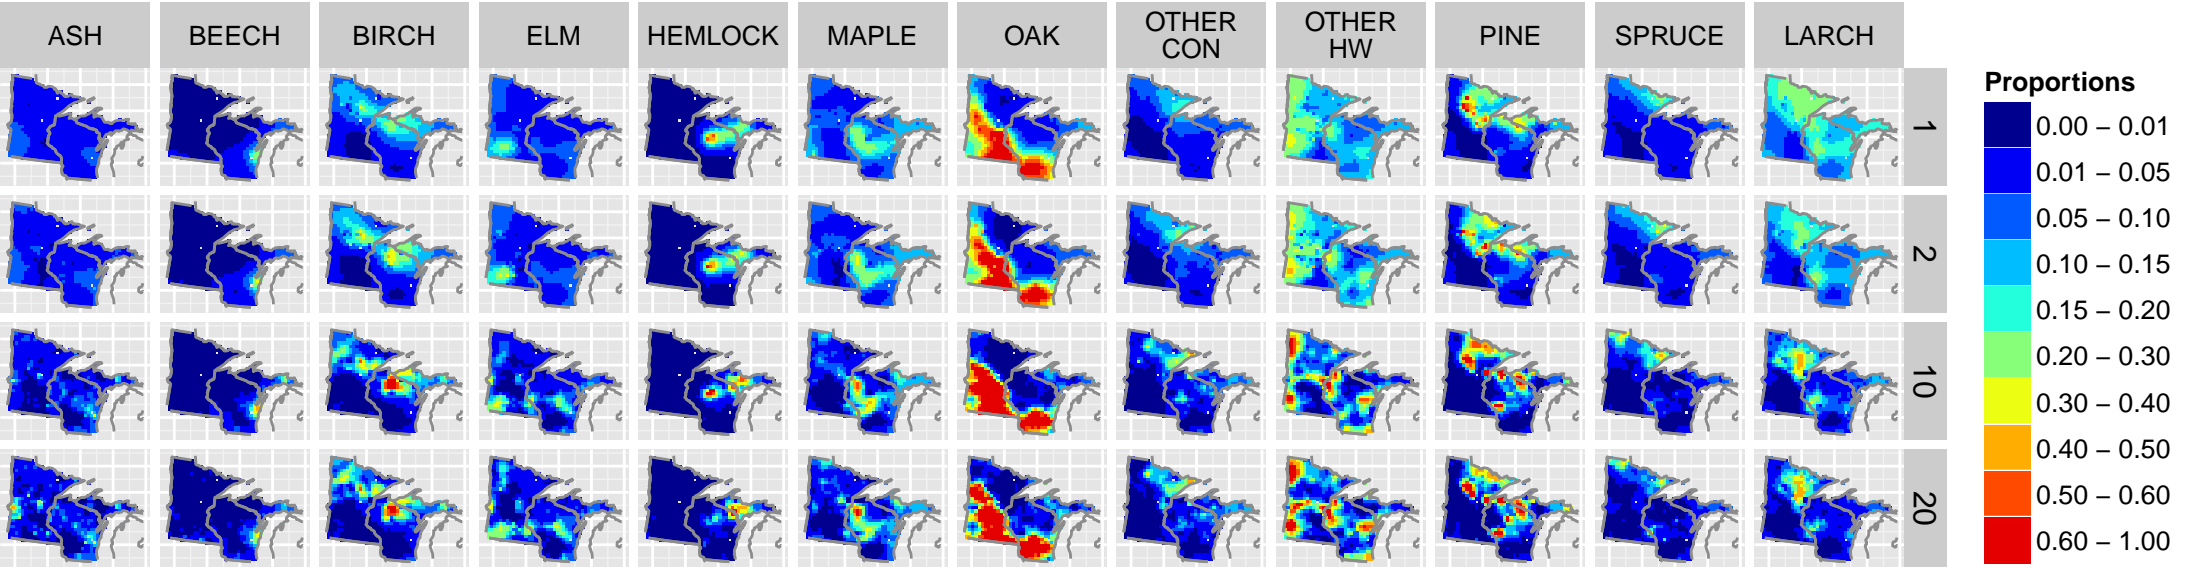 ASH
BEECH
BIRCH
ELM
HEMLOCK
MAPLE
OAK
OTHER
CON
OTHER
HW
PINE
SPRUCE
LARCH
1
2
10
20
Proportions
0.00 – 0.01
0.01 – 0.05
0.05 – 0.10
0.10 – 0.15
0.15 – 0.20
0.20 – 0.30
0.30 – 0.40
0.40 – 0.50
0.50 – 0.60
0.60 – 1.00